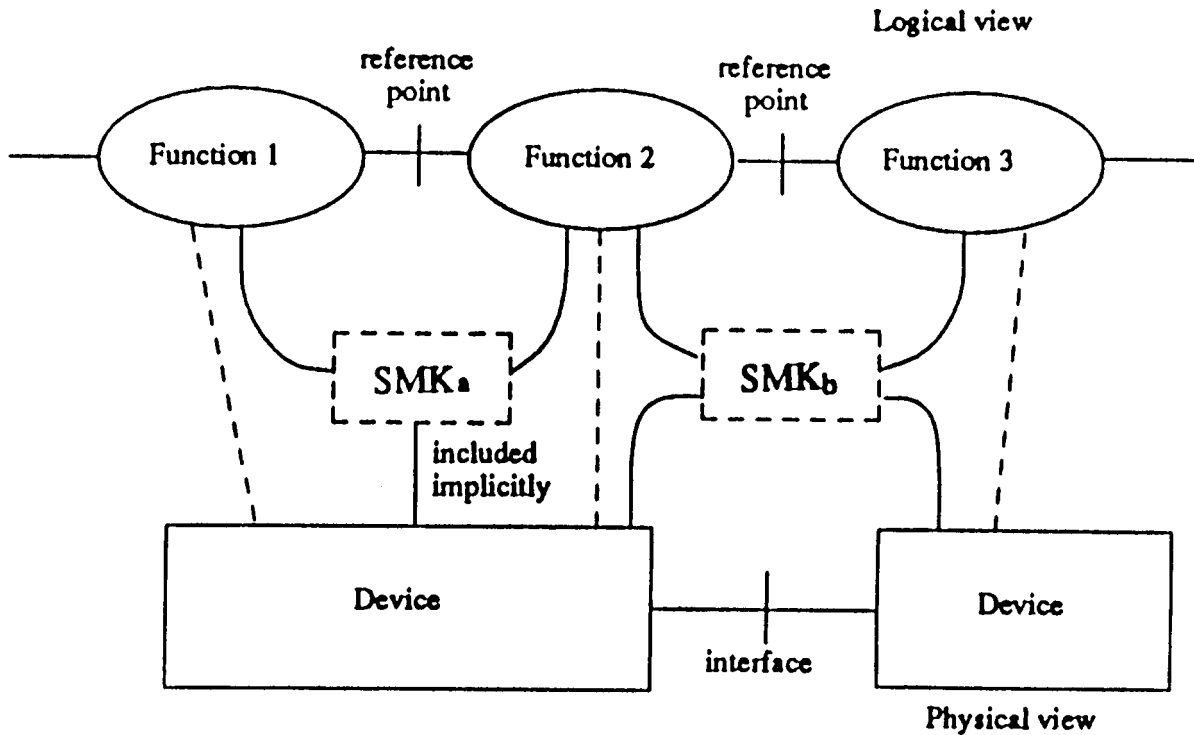 Logical view
reference
point
reference
point
Function 1
Function 2
Function 3
SMKa
SMKb
included
implicitly
Device
Device
interface
Physical view